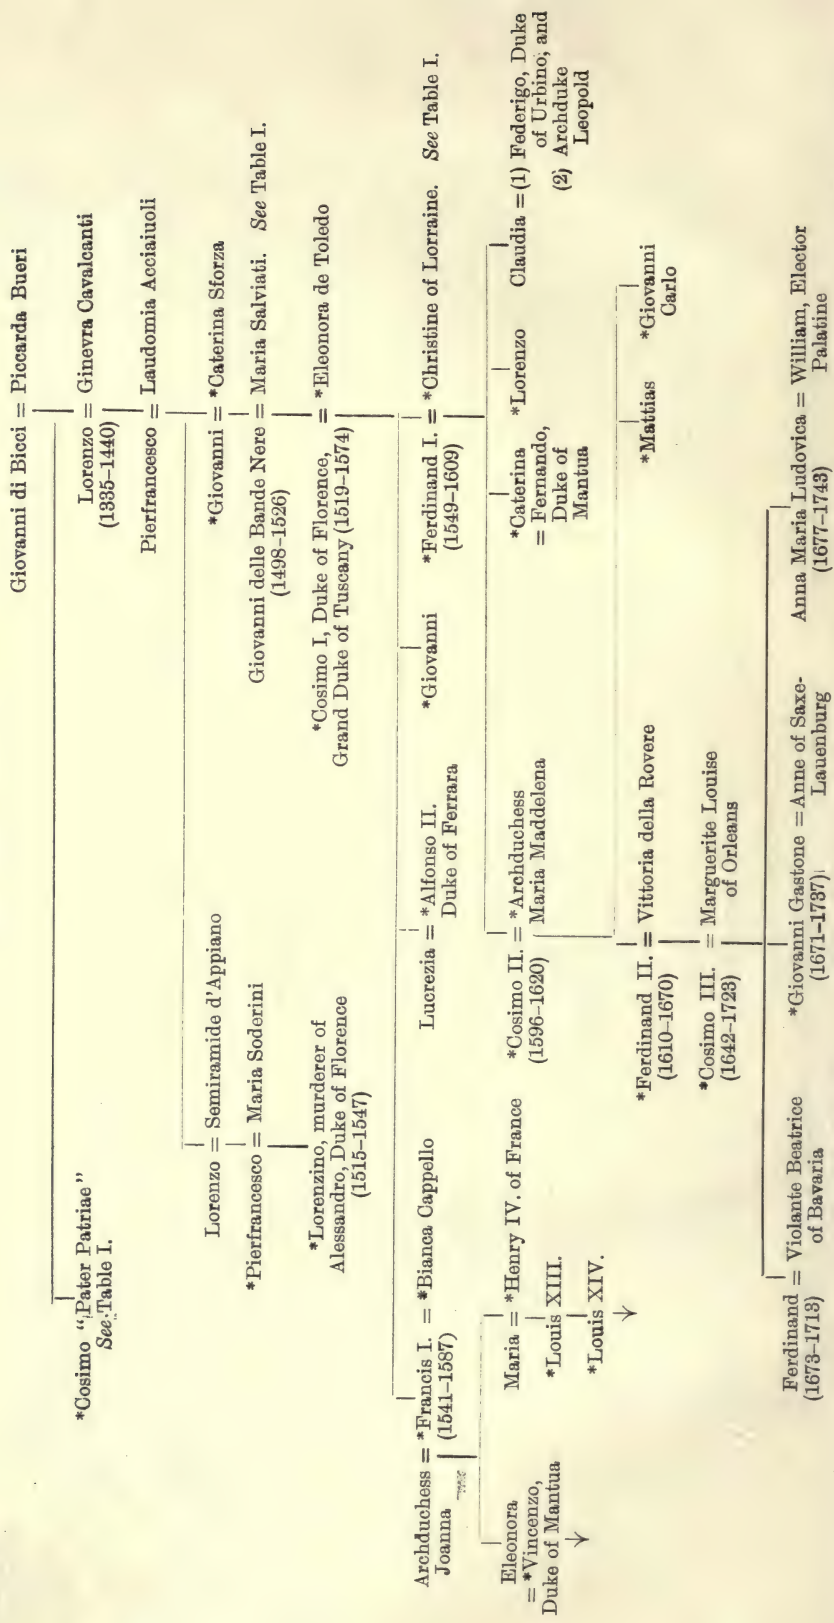 Giovanni di Bicci = Piccarda Bueri
*Cosimo "Pater Patriae"
See Table I.
Lorenzo = Ginevra Cavalcanti
(1335–1440)
Pierfrancesco = Laudomia Acciaiuoli
Lorenzo = Semiramide d'Appiano
*Giovanni = *Caterina Sforza
*Pierfrancesco = Maria Soderini
Giovanni delle Bande Nere = Maria Salviati. See Table I.
(1498–1526)
*Lorenzino, murderer of
Alessandro, Duke of Florence
(1515–1547)
*Cosimo I, Duke of Florence, = *Eleonora de Toledo
Grand Duke of Tuscany (1519–1574)
Archduchess = *Francis I. = *Bianca Cappello
Joanna (1541–1587)
Lucrezia = *Alfonso II.
Duke of Ferrara
*Giovanni
*Ferdinand I. = *Christine of Lorraine. See Table I.
(1549–1609)
Eleonora
= *Vincenzo,
Duke of Mantua
Maria = *Henry IV. of France
*Louis XIII.
*Louis XIV.
*Cosimo II. = *Archduchess
(1596–1620) Maria Maddelena
*Caterina
= Fernando,
Duke of
Mantua
*Lorenzo
Claudia = (1) Federigo, Duke
of Urbino; and
(2) Archduke
Leopold
*Ferdinand II. = Vittoria della Rovere
(1610–1670)
*Mattias
*Giovanni
Carlo
*Cosimo III. = Marguerite Louise
(1642–1723) of Orleans
Ferdinand = Violante Beatrice
(1673–1713) of Bavaria
*Giovanni Gastone = Anne of Saxe-
(1671–1737) Lauenburg
Anna Maria Ludovica = William, Elector
(1677–1743) Palatine